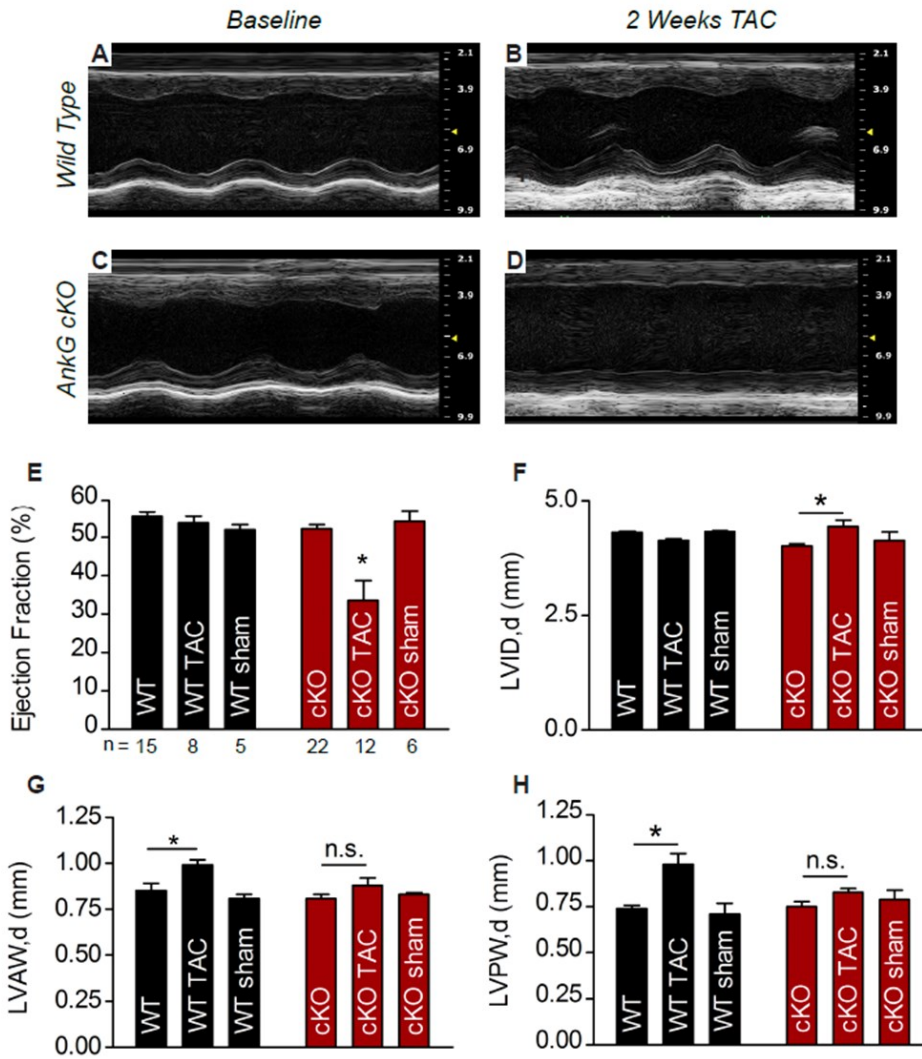 Baseline
2 Weeks TAC
Wild Type
A
2.1
3.9
6.9
9.9
B
2.1
3.9
6.9
9.9
AnkG cKO
C
2.1
3.9
6.9
9.9
D
2.1
3.9
6.9
9.9
E
Ejection Fraction (%)
60
50
40
30
20
10
0
WT
WT TAC
WT sham
cKO
*
cKO TAC
cKO sham
n = 15 8 5 22 12 6
F
LVID,d (mm)
5.0
2.5
0.0
WT
WT TAC
WT sham
*
cKO
cKO TAC
cKO sham
G
LVAW,d (mm)
1.25
1.00
0.75
0.50
0.25
0.00
*
WT
WT TAC
WT sham
n.s.
cKO
cKO TAC
cKO sham
H
LVPW,d (mm)
1.25
1.00
0.75
0.50
0.25
0.00
*
WT
WT TAC
WT sham
n.s.
cKO
cKO TAC
cKO sham